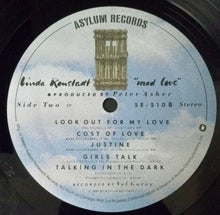 ASYLUM RECORDS
Linda Ronstadt "mad love"
PRODUCED BY Peter Asher
Side Two
5E-510B Stereo
LOOK OUT FOR MY LOVE
COST OF LOVE
JUSTINE
GIRLS TALK
TALKING IN THE DARK
RECORDED BY Val Garay